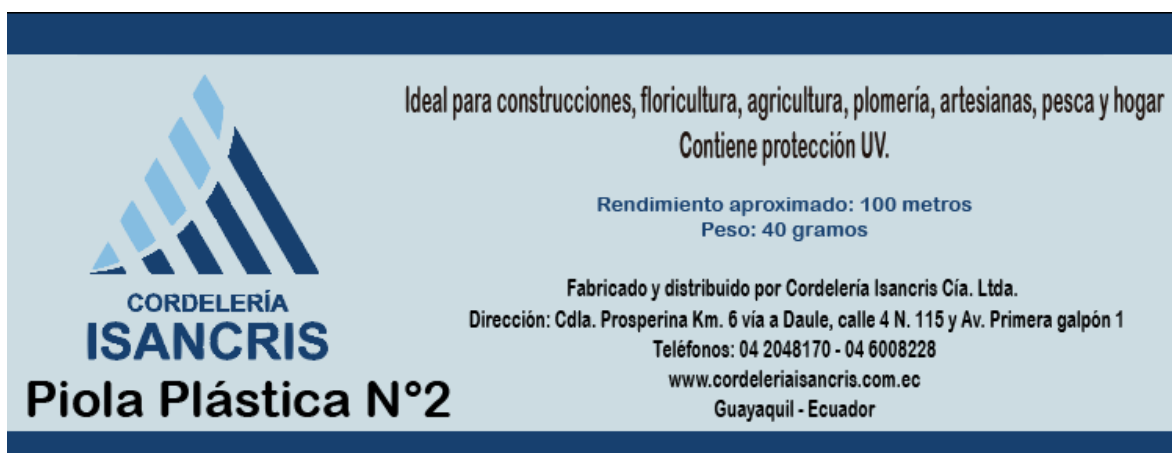 CORDELERÍA
ISANCRIS
Piola Plástica N°2
Ideal para construcciones, floricultura, agricultura, plomería, artesianas, pesca y hogar
Contiene protección UV.
Rendimiento aproximado: 100 metros
Peso: 40 gramos
Fabricado y distribuido por Cordelería Isancris Cía. Ltda.
Dirección: Cdla. Prosperina Km. 6 vía a Daule, calle 4 N. 115 y Av. Primera galpón 1
Teléfonos: 04 2048170 - 04 6008228
www.cordeleriaisancris.com.ec
Guayaquil - Ecuador